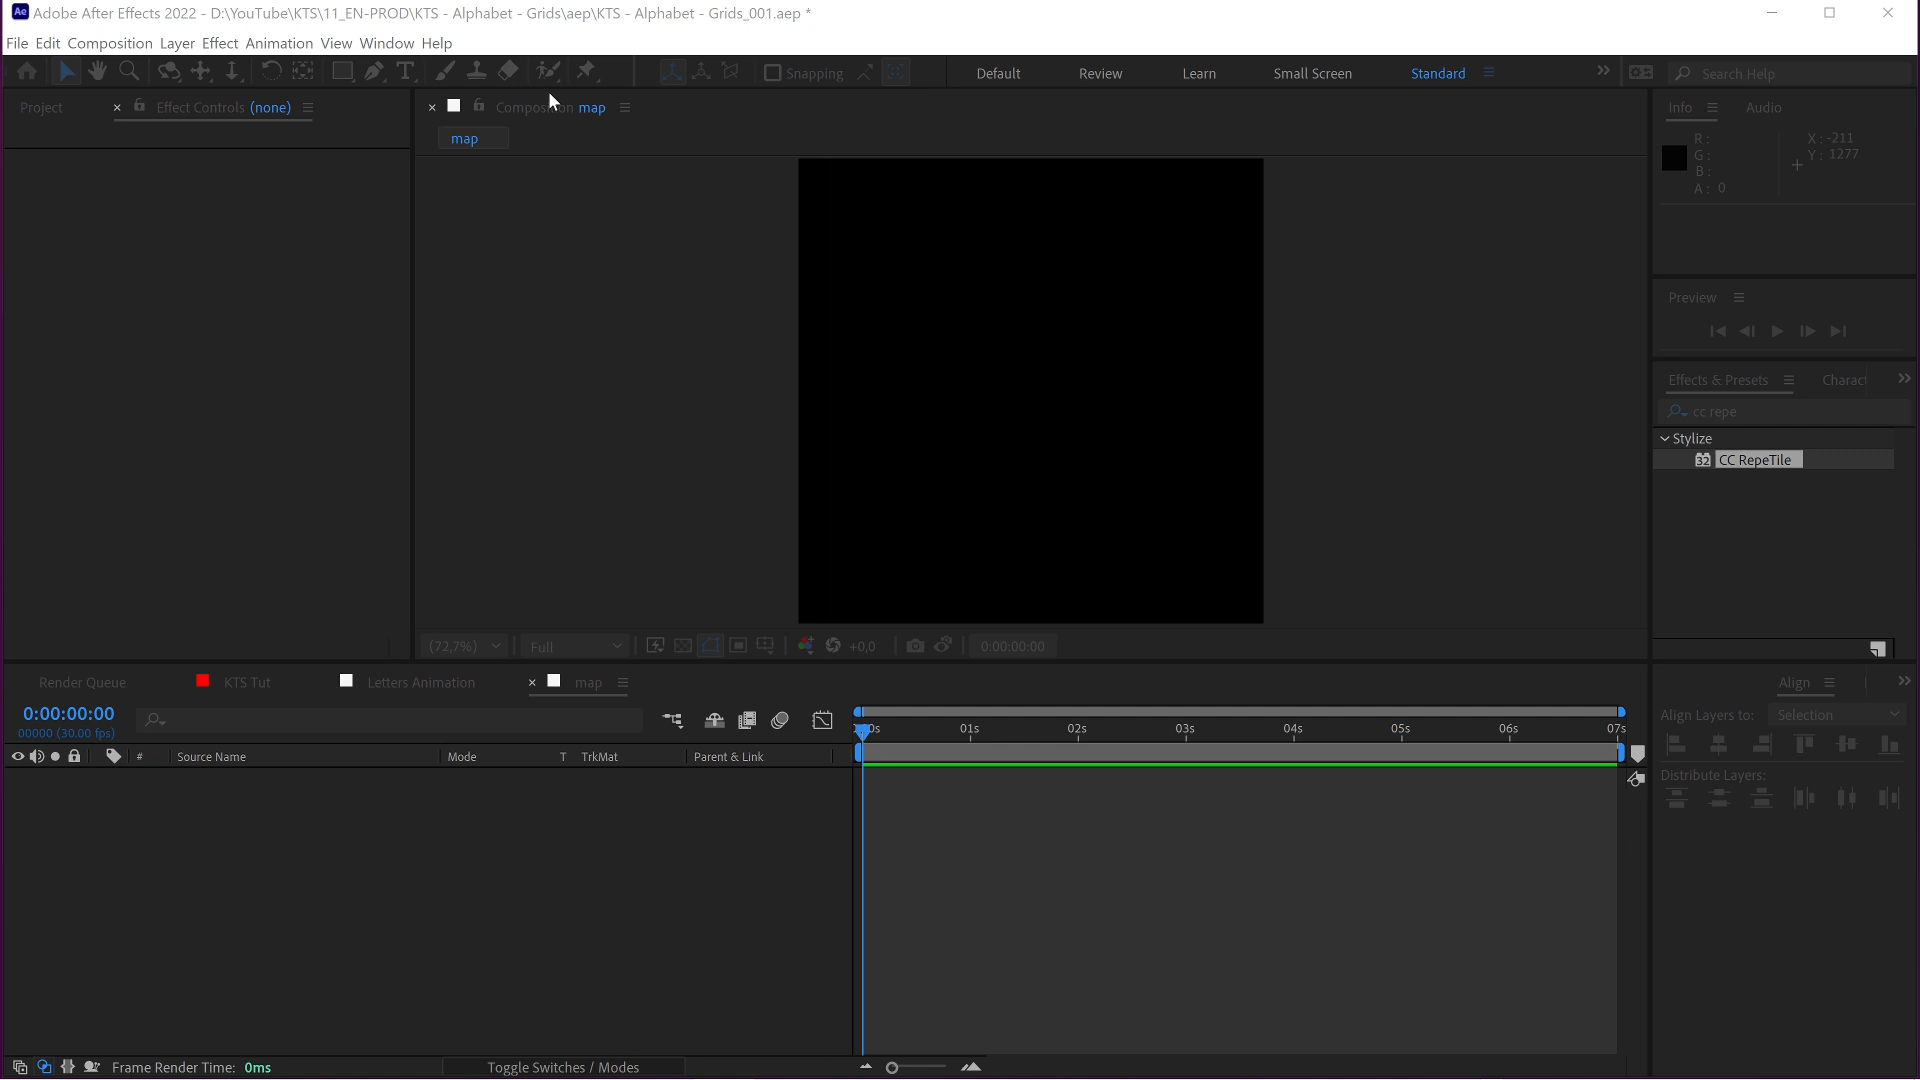 Ae Adobe After Effects 2022 - D:\YouTube\KTS\11_EN-PROD\KTS - Alphabet - Grids\aep\KTS - Alphabet - Grids_001.aep *
File Edit Composition Layer Effect Animation View Window Help
Snapping Default Review Learn Small Screen Standard Search Help
Project Effect Controls (none) Composition map Info Audio
map
R :
G :
B :
A : 0
X : -211
Y : 1277
Preview
Effects & Presets Charact
cc repe
Stylize
32 CC RepeTile
(72,7%) Full +0,0 0:00:00:00
Render Queue KTS Tut Letters Animation map Align
0:00:00:00
00000 (30.00 fps)
01s 02s 03s 04s 05s 06s 07s
Align Layers to: Selection
# Source Name Mode T TrkMat Parent & Link
Distribute Layers:
Frame Render Time: 0ms Toggle Switches / Modes